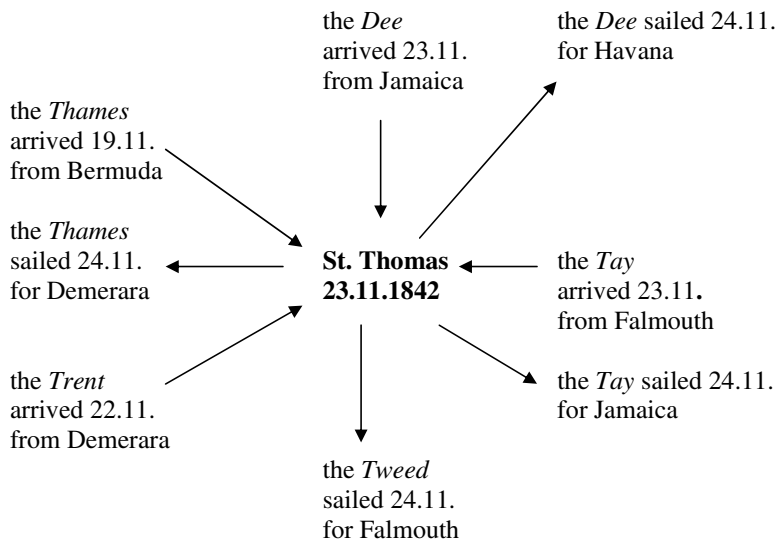 the Dee
arrived 23.11.
from Jamaica
the Dee sailed 24.11.
for Havana
the Thames
arrived 19.11.
from Bermuda
the Thames
sailed 24.11.
for Demerara
St. Thomas
23.11.1842
the Tay
arrived 23.11.
from Falmouth
the Trent
arrived 22.11.
from Demerara
the Tay sailed 24.11.
for Jamaica
the Tweed
sailed 24.11.
for Falmouth